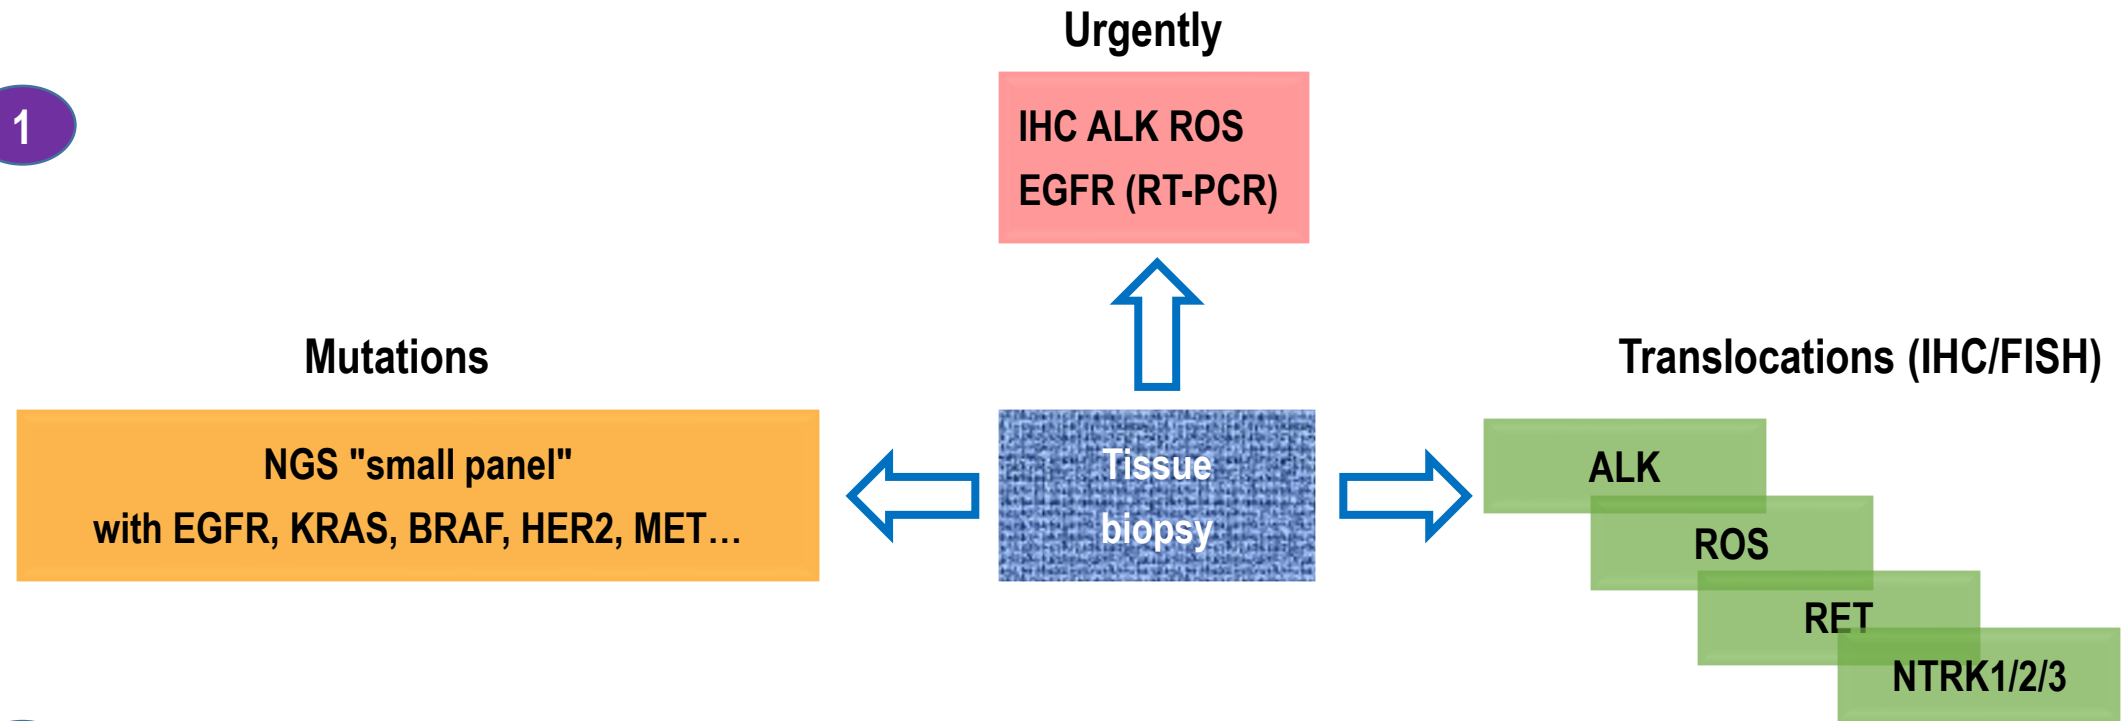 Urgently
1
IHC ALK ROS
EGFR (RT-PCR)
Mutations
Translocations (IHC/FISH)
NGS "small panel"
with EGFR, KRAS, BRAF, HER2, MET…
Tissue
biopsy
ALK
ROS
RET
NTRK1/2/3